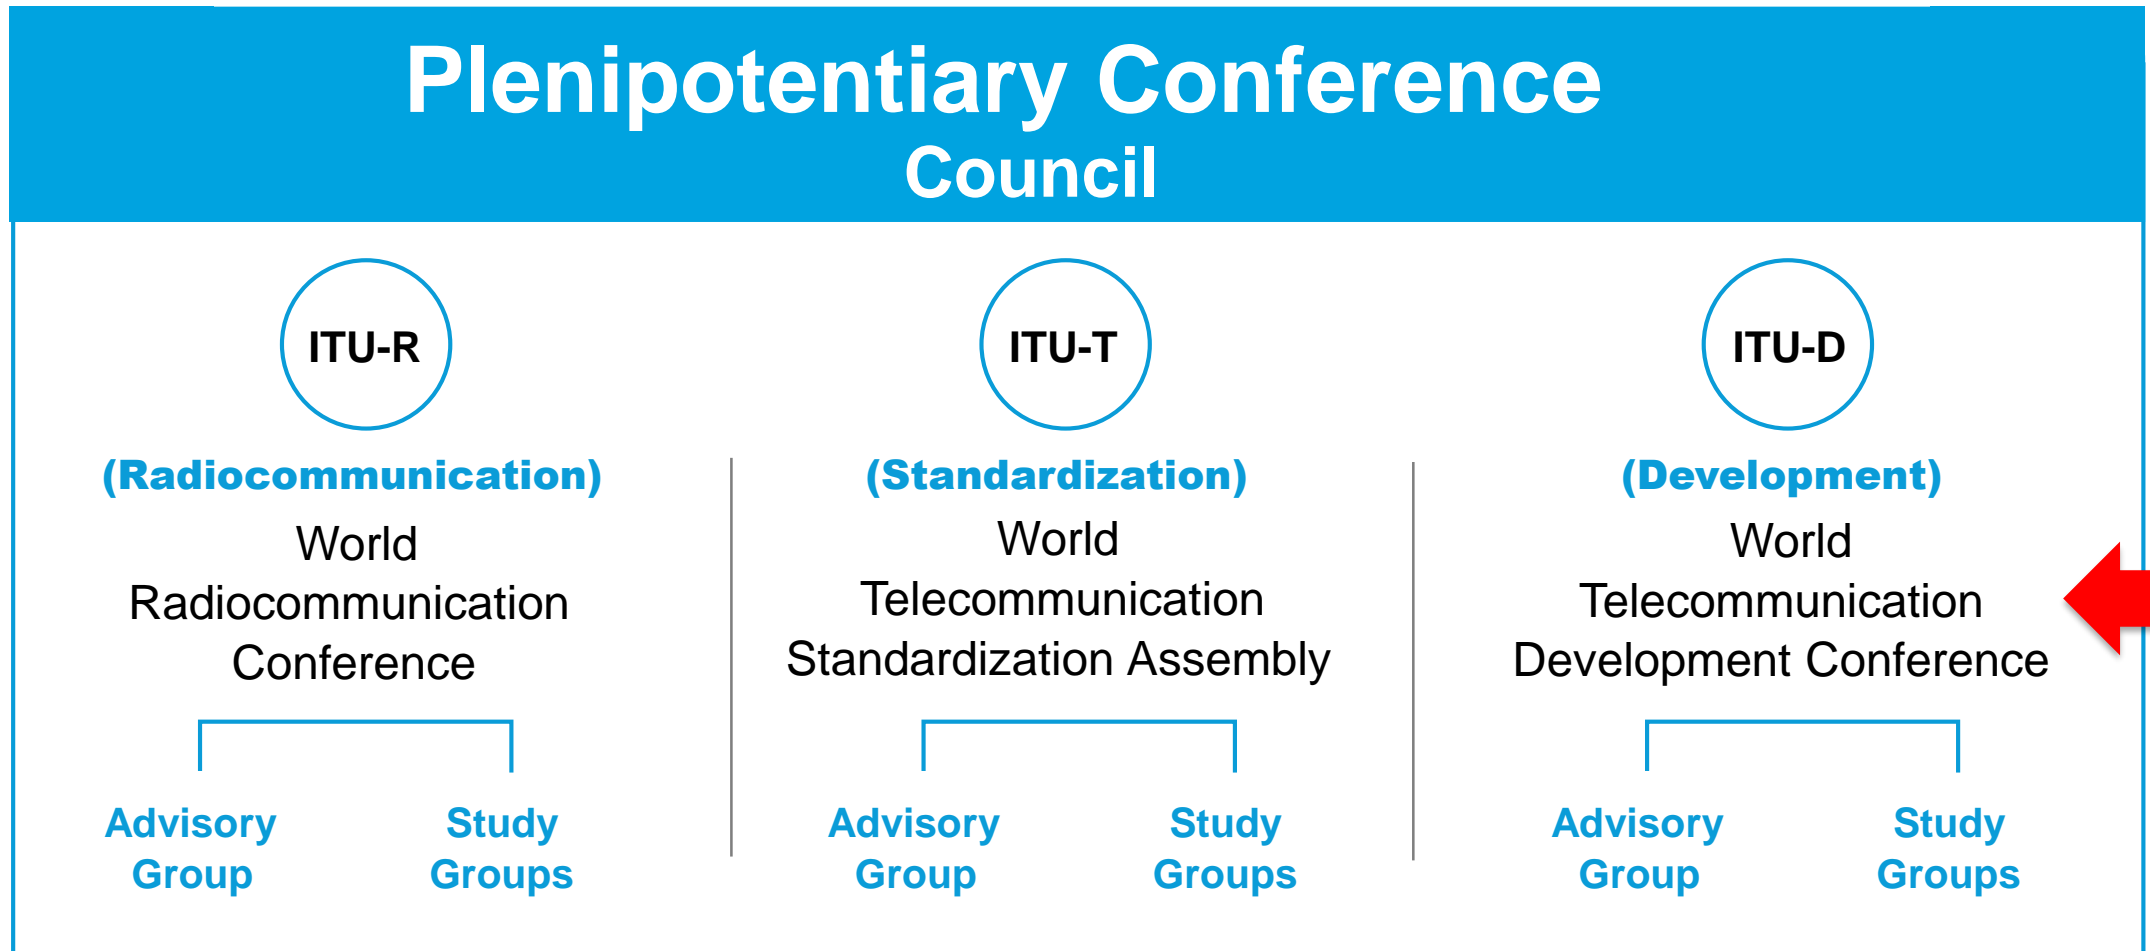 Plenipotentiary Conference
Council
ITU-R
(Radiocommunication)
World
Radiocommunication
Conference
Advisory
Group
Study
Groups
ITU-T
(Standardization)
World
Telecommunication
Standardization Assembly
Advisory
Group
Study
Groups
ITU-D
(Development)
World
Telecommunication
Development Conference
Advisory
Group
Study
Groups